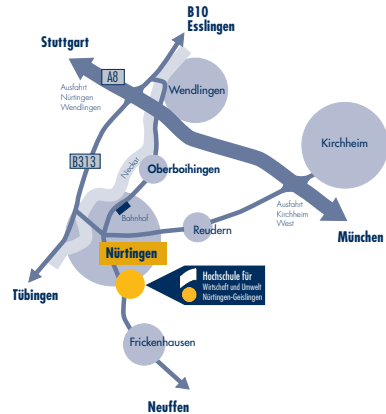 B10
Esslingen
Stuttgart
A8
Ausfahrt
Nürtingen
Wendlingen
Wendlingen
Kirchheim
B313
Neckar
Oberboihingen
Ausfahrt
Kirchheim
West
Bahnhof
Reudern
München
Nürtingen
Hochschule für
Wirtschaft und Umwelt
Nürtingen-Geislingen
Tübingen
Frickenhausen
Neuffen